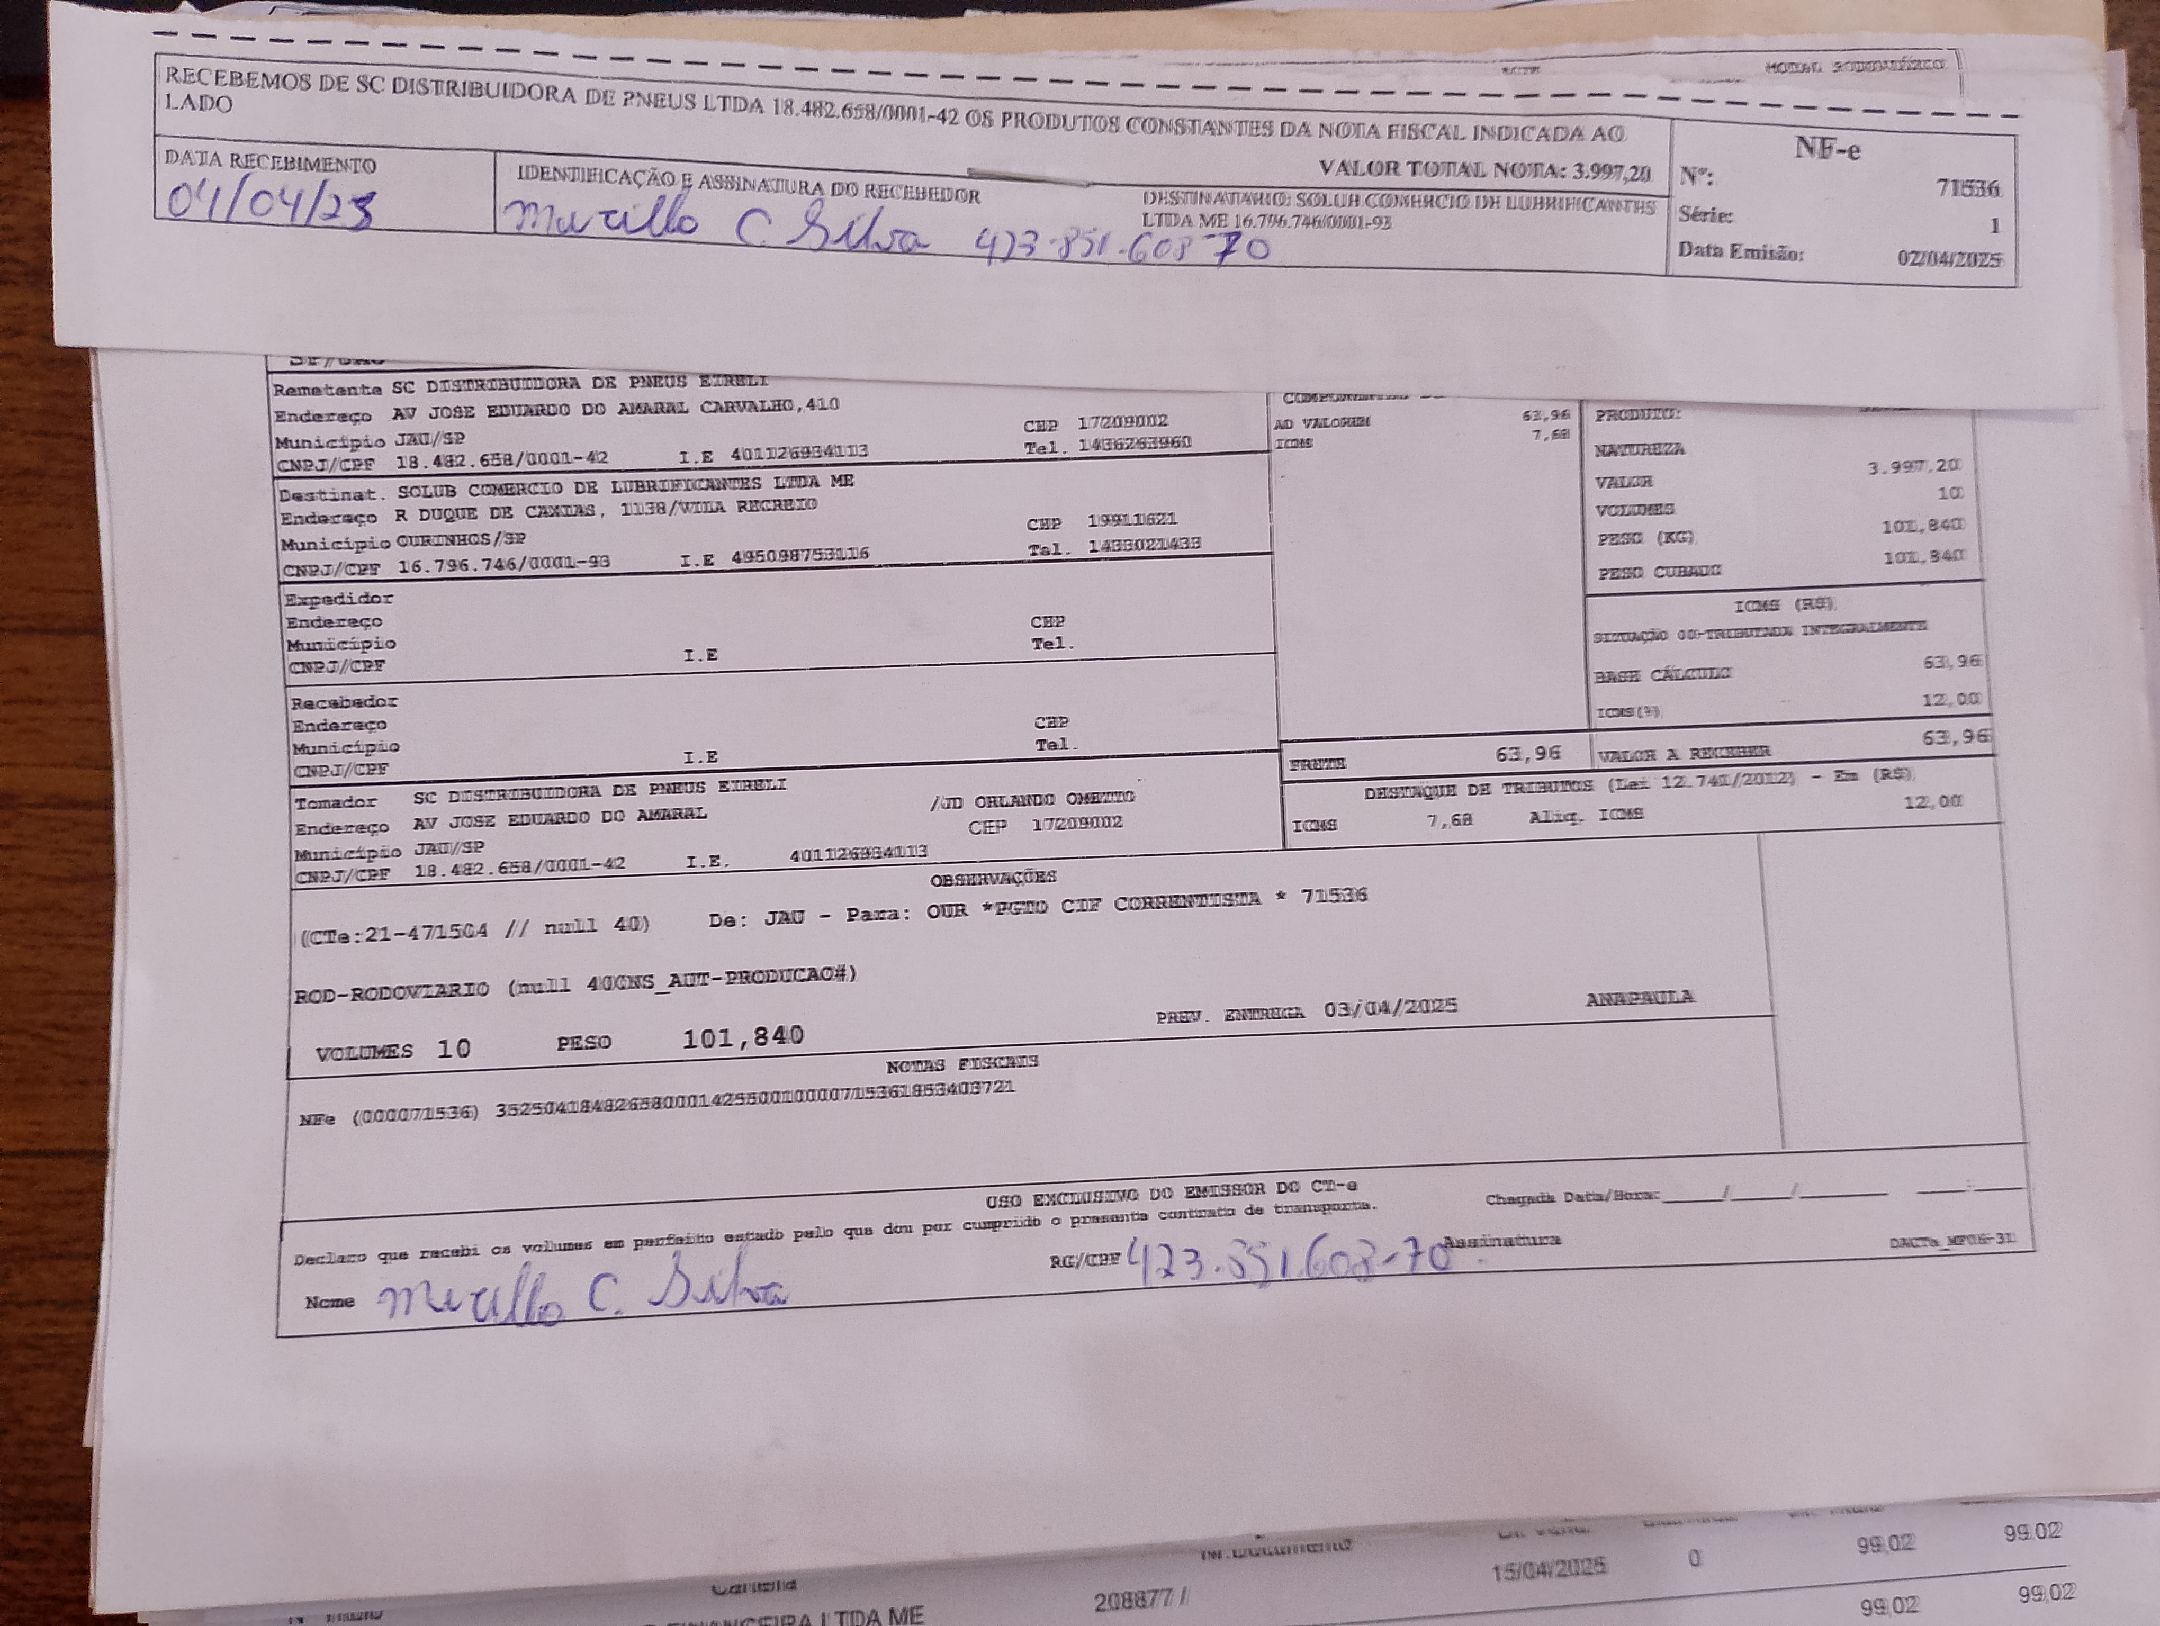 MODAL RODOVIÁRIO
RECEBEMOS DE SC DISTRIBUIDORA DE PNEUS LTDA 18.482.658/0001-42 OS PRODUTOS CONSTANTES DA NOTA FISCAL INDICADA AO
LADO
VALOR TOTAL NOTA: 3.997,20
DATA RECEBIMENTO
04/04/25
IDENTIFICAÇÃO E ASSINATURA DO RECEBEDOR
DESTINATARIO: SOLUB COMERCIO DE LUBRIFICANTES
LTDA ME 16.796.746/0001-93
Murillo C. Silva 423.851.608-70
NF-e
Nº: 71536
Série: 1
Data Emissão: 02/04/2025
Remetente SC DISTRIBUIDORA DE PNEUS EIRELI
Endereço AV JOSE EDUARDO DO AMARAL CARVALHO,410
Município JAU/SP CEP 17209002
CNPJ/CPF 18.482.658/0001-42 I.E 401126934113 Tel. 1436263960
Destinat. SOLUB COMERCIO DE LUBRIFICANTES LTDA ME
Endereço R DUQUE DE CAXIAS, 1138/VILA RECREIO
Município OURINHOS/SP CEP 19911621
CNPJ/CPF 16.796.746/0001-93 I.E 495098753116 Tel. 1433021433
Expedidor
Endereço
Município CEP
CNPJ/CPF I.E Tel.
Recebedor
Endereço
Município CEP
CNPJ/CPF I.E Tel.
Tomador SC DISTRIBUIDORA DE PNEUS EIRELI
Endereço AV JOSE EDUARDO DO AMARAL /JD ORLANDO OMETTO
Município JAU/SP CEP 17209002
CNPJ/CPF 18.482.658/0001-42 I.E. 401126934113
AD VALOREM 63,96
ICMS 7,68
PRODUTO:
NATUREZA
VALOR 3.997,20
VOLUMES 10
PESO (KG) 101,840
PESO CUBADO 101,840
ICMS (R$)
SITUAÇÃO 00-TRIBUTADA INTEGRALMENTE
BASE CÁLCULO 63,96
ICMS(%) 12,00
FRETE 63,96 VALOR A RECEBER 63,96
DESTAQUE DE TRIBUTOS (Lei 12.741/2012) - Em (R$)
ICMS 7,68 Aliq. ICMS 12,00
OBSERVAÇÕES
(CTe:21-471504 // null 40) De: JAU - Para: OUR *PGTO CIF CORRENTISTA * 71536
ROD-RODOVIARIO (null 40GNS_AUT-PRODUCAO#)
VOLUMES 10 PESO 101,840 PREV. ENTREGA 03/04/2025 ANAPAULA
NOTAS FISCAIS
NFe (000071536) 35250418482658000142550010000715361853403721
USO EXCLUSIVO DO EMISSOR DO CT-e
Declaro que recebi os volumes em perfeito estado pelo que dou por cumprido o presente contrato de transporte.
Chegada Data/Hora: ____/____/____ ___:___
Nome Murillo C. Silva RG/CPF 423.851.608-70 Assinatura
DACTe_MF06-31
208877 / 15/04/2025 0 99,02 99,02
FINANCEIRA LTDA ME 99,02 99,02